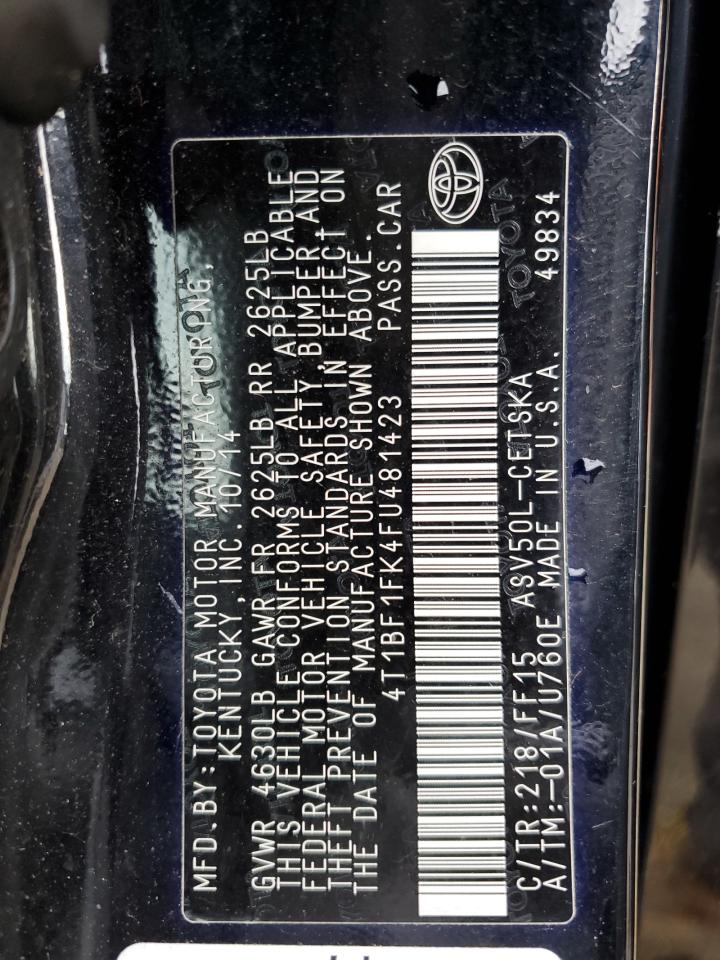 MFD.BY:TOYOTA MOTOR MANUFACTURING,
KENTUCKY,INC. 10/14
GVWR 4630LB GAWR FR 2625LB RR 2625LB
THIS VEHICLE CONFORMS TO ALL APPLICABLE
FEDERAL MOTOR VEHICLE SAFETY,BUMPER,AND
THEFT PREVENTION STANDARDS IN EFFECT ON
THE DATE OF MANUFACTURE SHOWN ABOVE.
4T1BF1FK4FU481423 PASS.CAR
C/TR:218/FF15 ASV50L-CETSKA 49834
A/TM:-01A/U760E MADE IN U.S.A.
TOYOTA